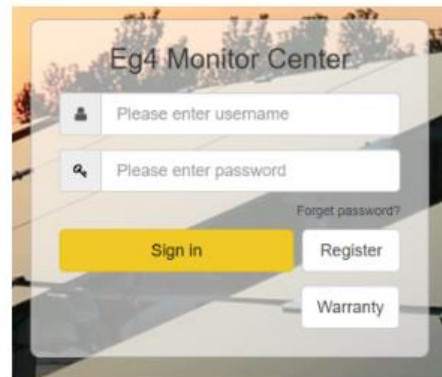 Eg4 Monitor Center
Please enter username
Please enter password
Forget password?
Sign in Register
Warranty